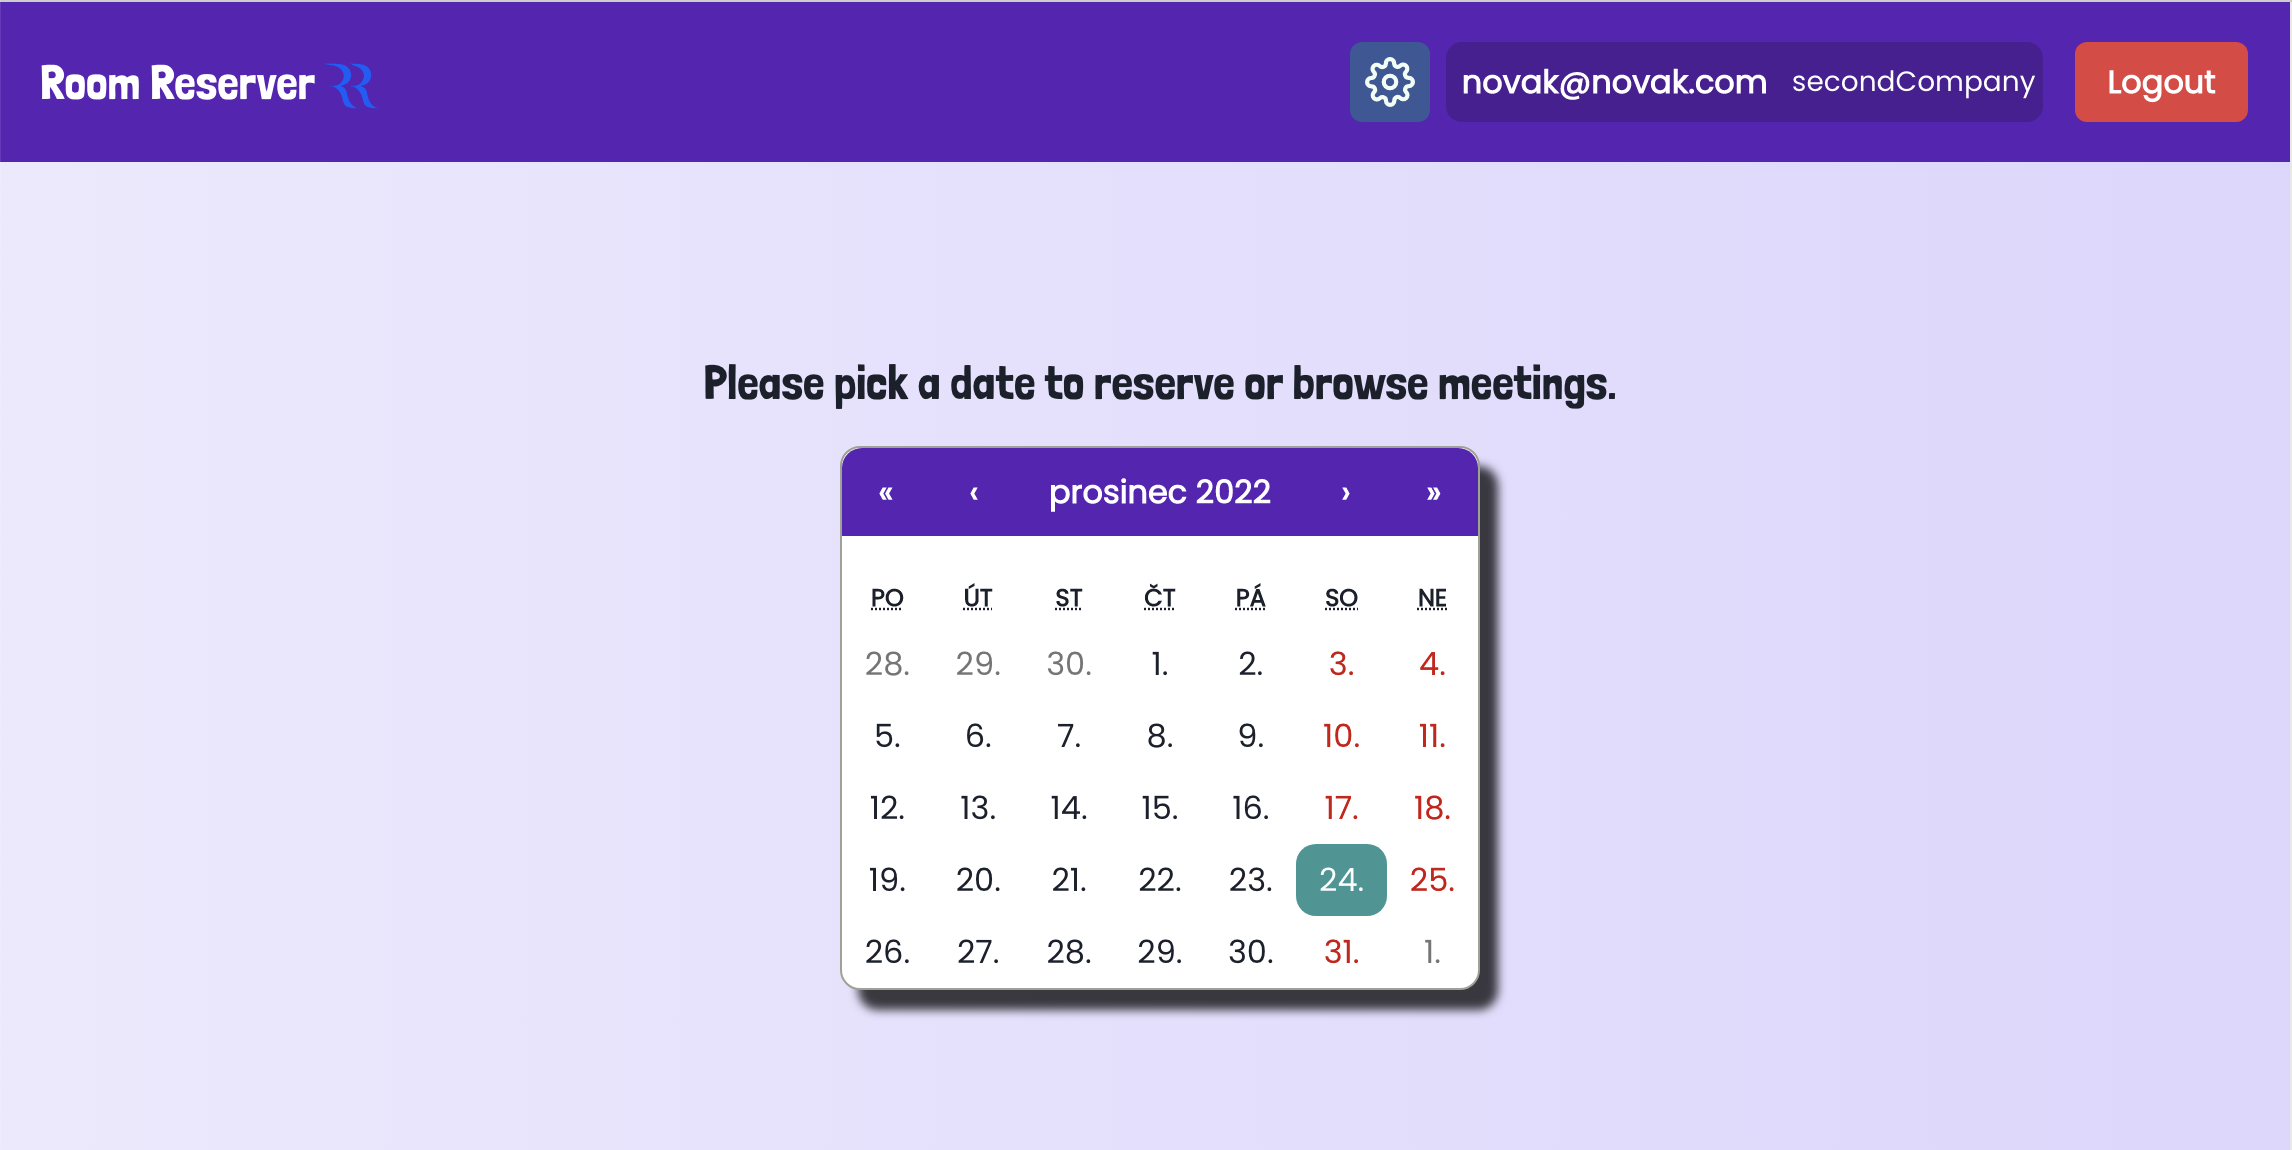 Room Reserver RR
novak@novak.com secondCompany
Logout
Please pick a date to reserve or browse meetings.
« ‹ prosinec 2022 › »
PO ÚT ST ČT PÁ SO NE
28. 29. 30. 1. 2. 3. 4.
5. 6. 7. 8. 9. 10. 11.
12. 13. 14. 15. 16. 17. 18.
19. 20. 21. 22. 23. 24. 25.
26. 27. 28. 29. 30. 31. 1.